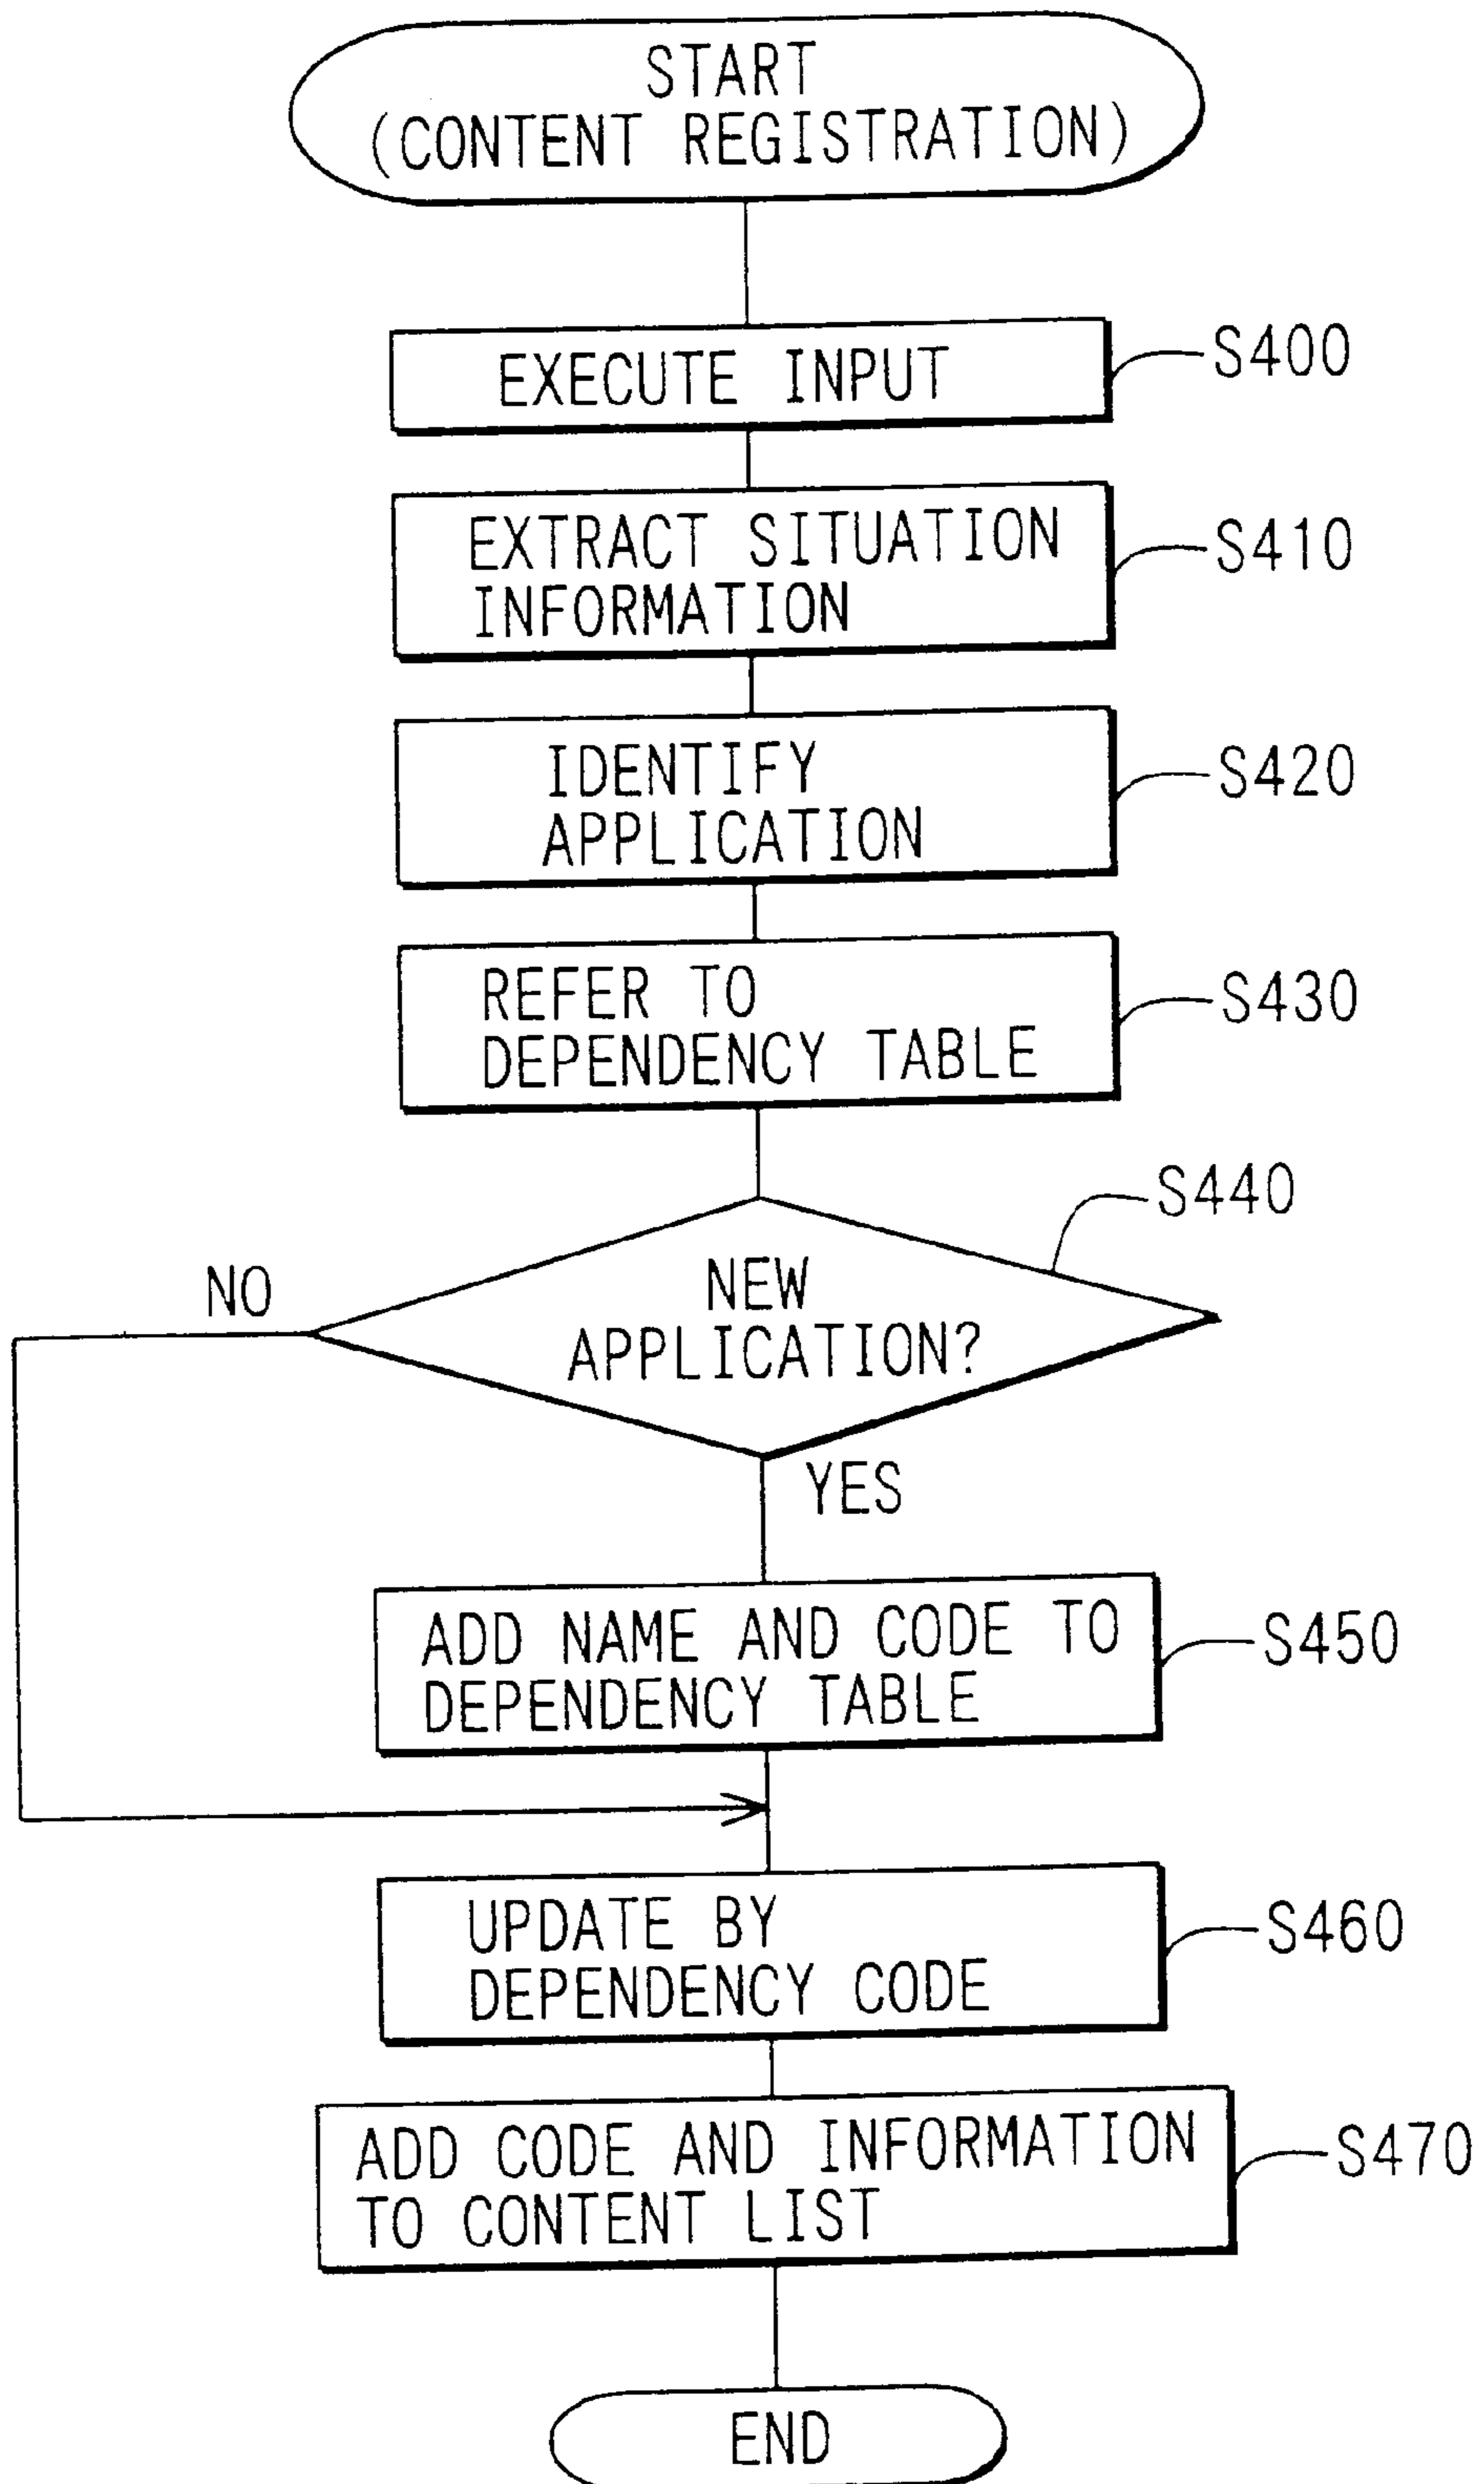 START
(CONTENT REGISTRATION)
EXECUTE INPUT
S400
EXTRACT SITUATION
INFORMATION
S410
IDENTIFY
APPLICATION
S420
REFER TO
DEPENDENCY TABLE
S430
S440
NO
NEW
APPLICATION?
YES
ADD NAME AND CODE TO
DEPENDENCY TABLE
S450
UPDATE BY
DEPENDENCY CODE
S460
ADD CODE AND INFORMATION
TO CONTENT LIST
S470
END